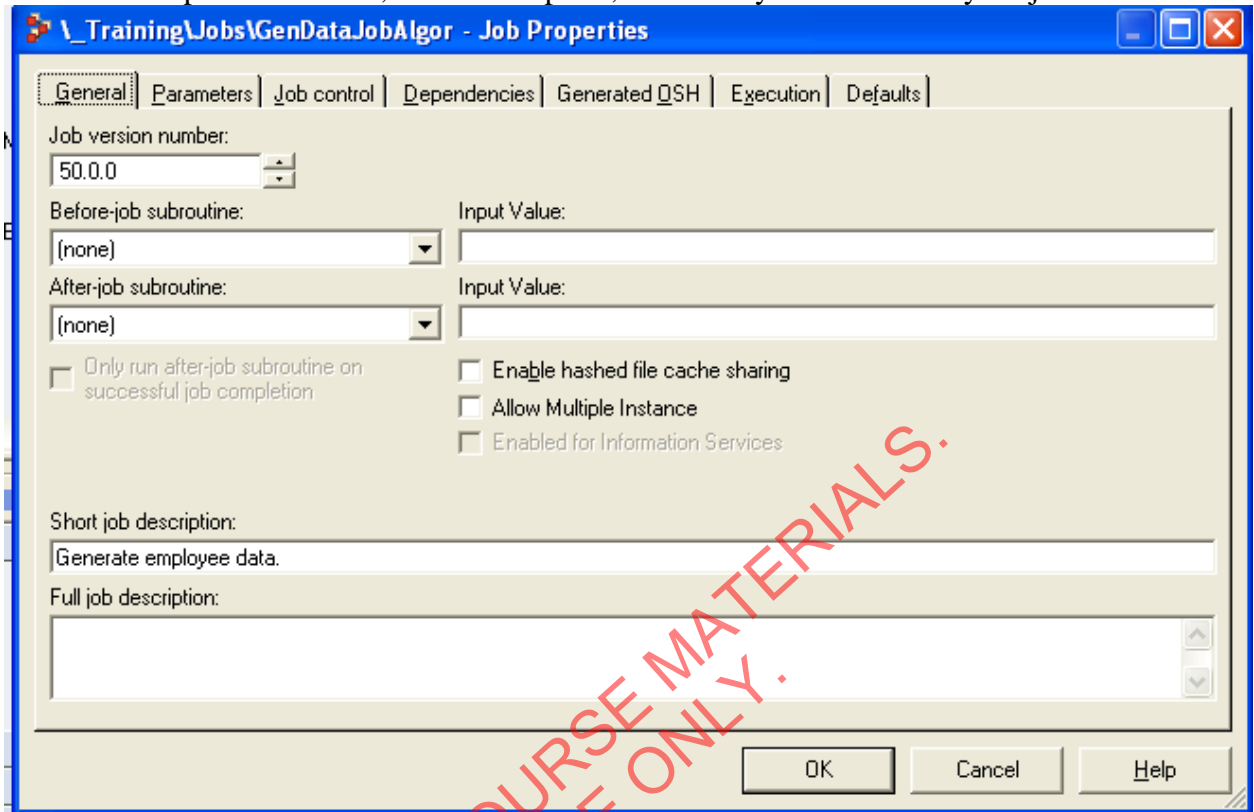 \_Training\Jobs\GenDataJobAlgor - Job Properties
General Parameters Job control Dependencies Generated OSH Execution Defaults
Job version number:
50.0.0
Before-job subroutine: Input Value:
(none)
After-job subroutine: Input Value:
(none)
Only run after-job subroutine on
successful job completion
Enable hashed file cache sharing
Allow Multiple Instance
Enabled for Information Services
Short job description:
Generate employee data.
Full job description:
OURSE MATERIALS.
E ONLY.
OK Cancel Help